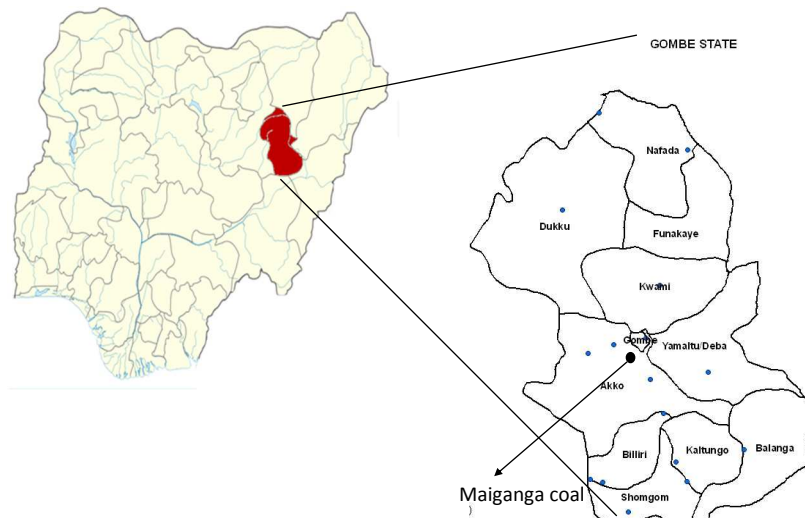 GOMBE STATE
Nafada
Dukku
Funakaye
Kwami
Gombe
Yamaltu/Deba
Akko
Billiri
Kaltungo
Balanga
Maiganga coal
Shomgom
)